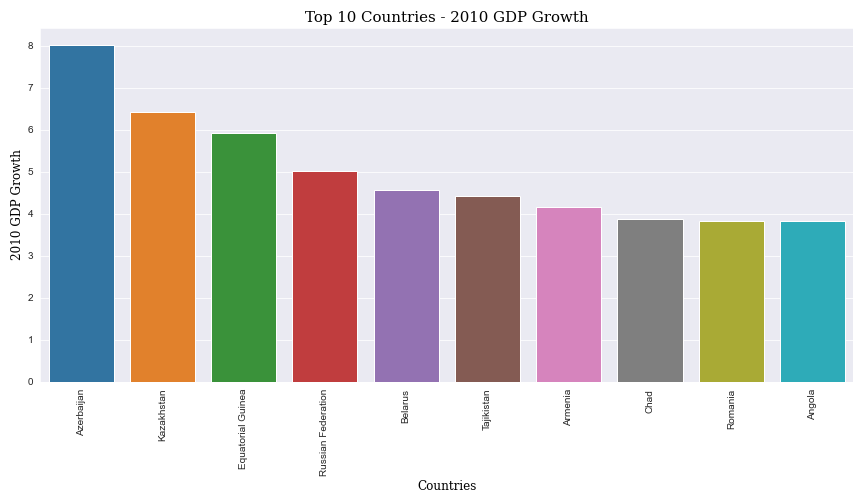 Top 10 Countries - 2010 GDP Growth
2010 GDP Growth
8
7
6
5
4
3
2
1
0
Azerbaijan
Kazakhstan
Equatorial Guinea
Russian Federation
Belarus
Tajikistan
Armenia
Chad
Romania
Angola
Countries